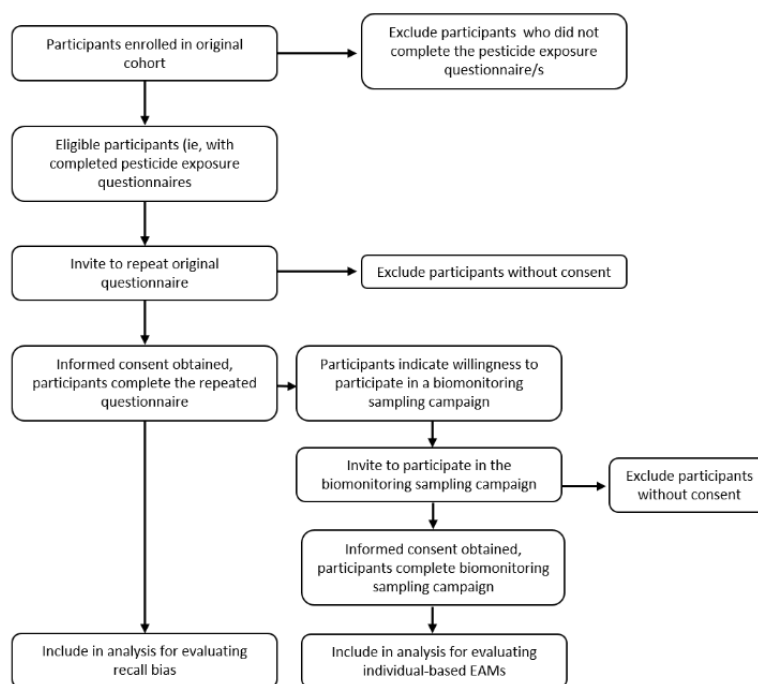 Participants enrolled in original
cohort
Exclude participants who did not
complete the pesticide exposure
questionnaire/s
Eligible participants (ie, with
completed pesticide exposure
questionnaires
Invite to repeat original
questionnaire
Exclude participants without consent
Informed consent obtained,
participants complete the repeated
questionnaire
Participants indicate willingness to
participate in a biomonitoring
sampling campaign
Invite to participate in the
biomonitoring sampling campaign
Exclude participants
without consent
Informed consent obtained,
participants complete biomonitoring
sampling campaign
Include in analysis for evaluating
recall bias
Include in analysis for evaluating
individual-based EAMs